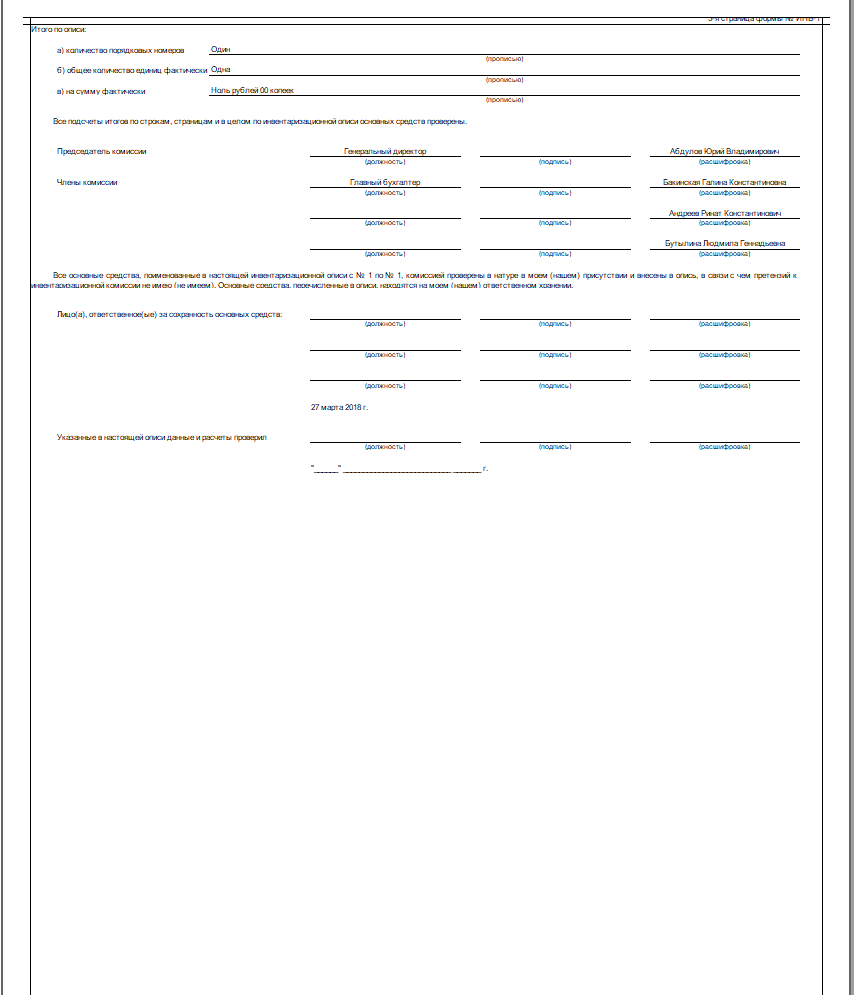 3-я страница формы № ИНВ-1
Итого по описи:
а) количество порядковых номеров Один
(прописью)
б) общее количество единиц фактически Одна
(прописью)
в) на сумму фактически Ноль рублей 00 копеек
(прописью)
Все подсчеты итогов по строкам, страницам и в целом по инвентаризационной описи основных средств проверены.
Председатель комиссии Генеральный директор Абдулов Юрий Владимирович
(должность) (подпись) (расшифровка)
Члены комиссии Главный бухгалтер Бакинская Галина Константиновна
(должность) (подпись) (расшифровка)
Андреев Ринат Константинович
(должность) (подпись) (расшифровка)
Бутылина Людмила Геннадьевна
(должность) (подпись) (расшифровка)
Все основные средства, поименованные в настоящей инвентаризационной описи с № 1 по № 1, комиссией проверены в натуре в моем (нашем) присутствии и внесены в опись, в связи с чем претензий к
инвентаризационной комиссии не имею (не имеем). Основные средства, перечисленные в описи, находятся на моем (нашем) ответственном хранении.
Лицо(а), ответственное(ые) за сохранность основных средств:
(должность) (подпись) (расшифровка)
(должность) (подпись) (расшифровка)
(должность) (подпись) (расшифровка)
27 марта 2018 г.
Указанные в настоящей описи данные и расчеты проверил
(должность) (подпись) (расшифровка)
"______" ___________________________ _______ г.